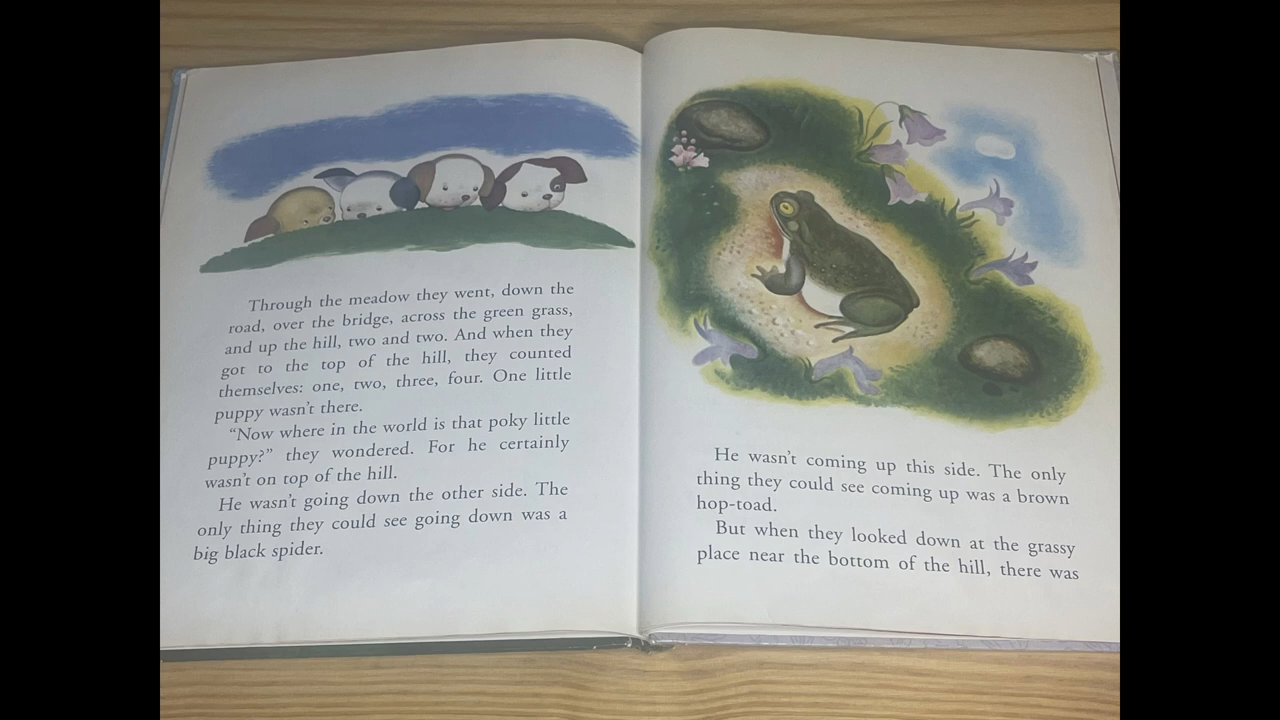 Through the meadow they went, down the
road, over the bridge, across the green grass,
and up the hill, two and two. And when they
got to the top of the hill, they counted
themselves: one, two, three, four. One little
puppy wasn't there.
“Now where in the world is that poky little
puppy?” they wondered. For he certainly
wasn't on top of the hill.
He wasn't going down the other side. The
only thing they could see going down was a
big black spider.
He wasn't coming up this side. The only
thing they could see coming up was a brown
hop-toad.
But when they looked down at the grassy
place near the bottom of the hill, there was